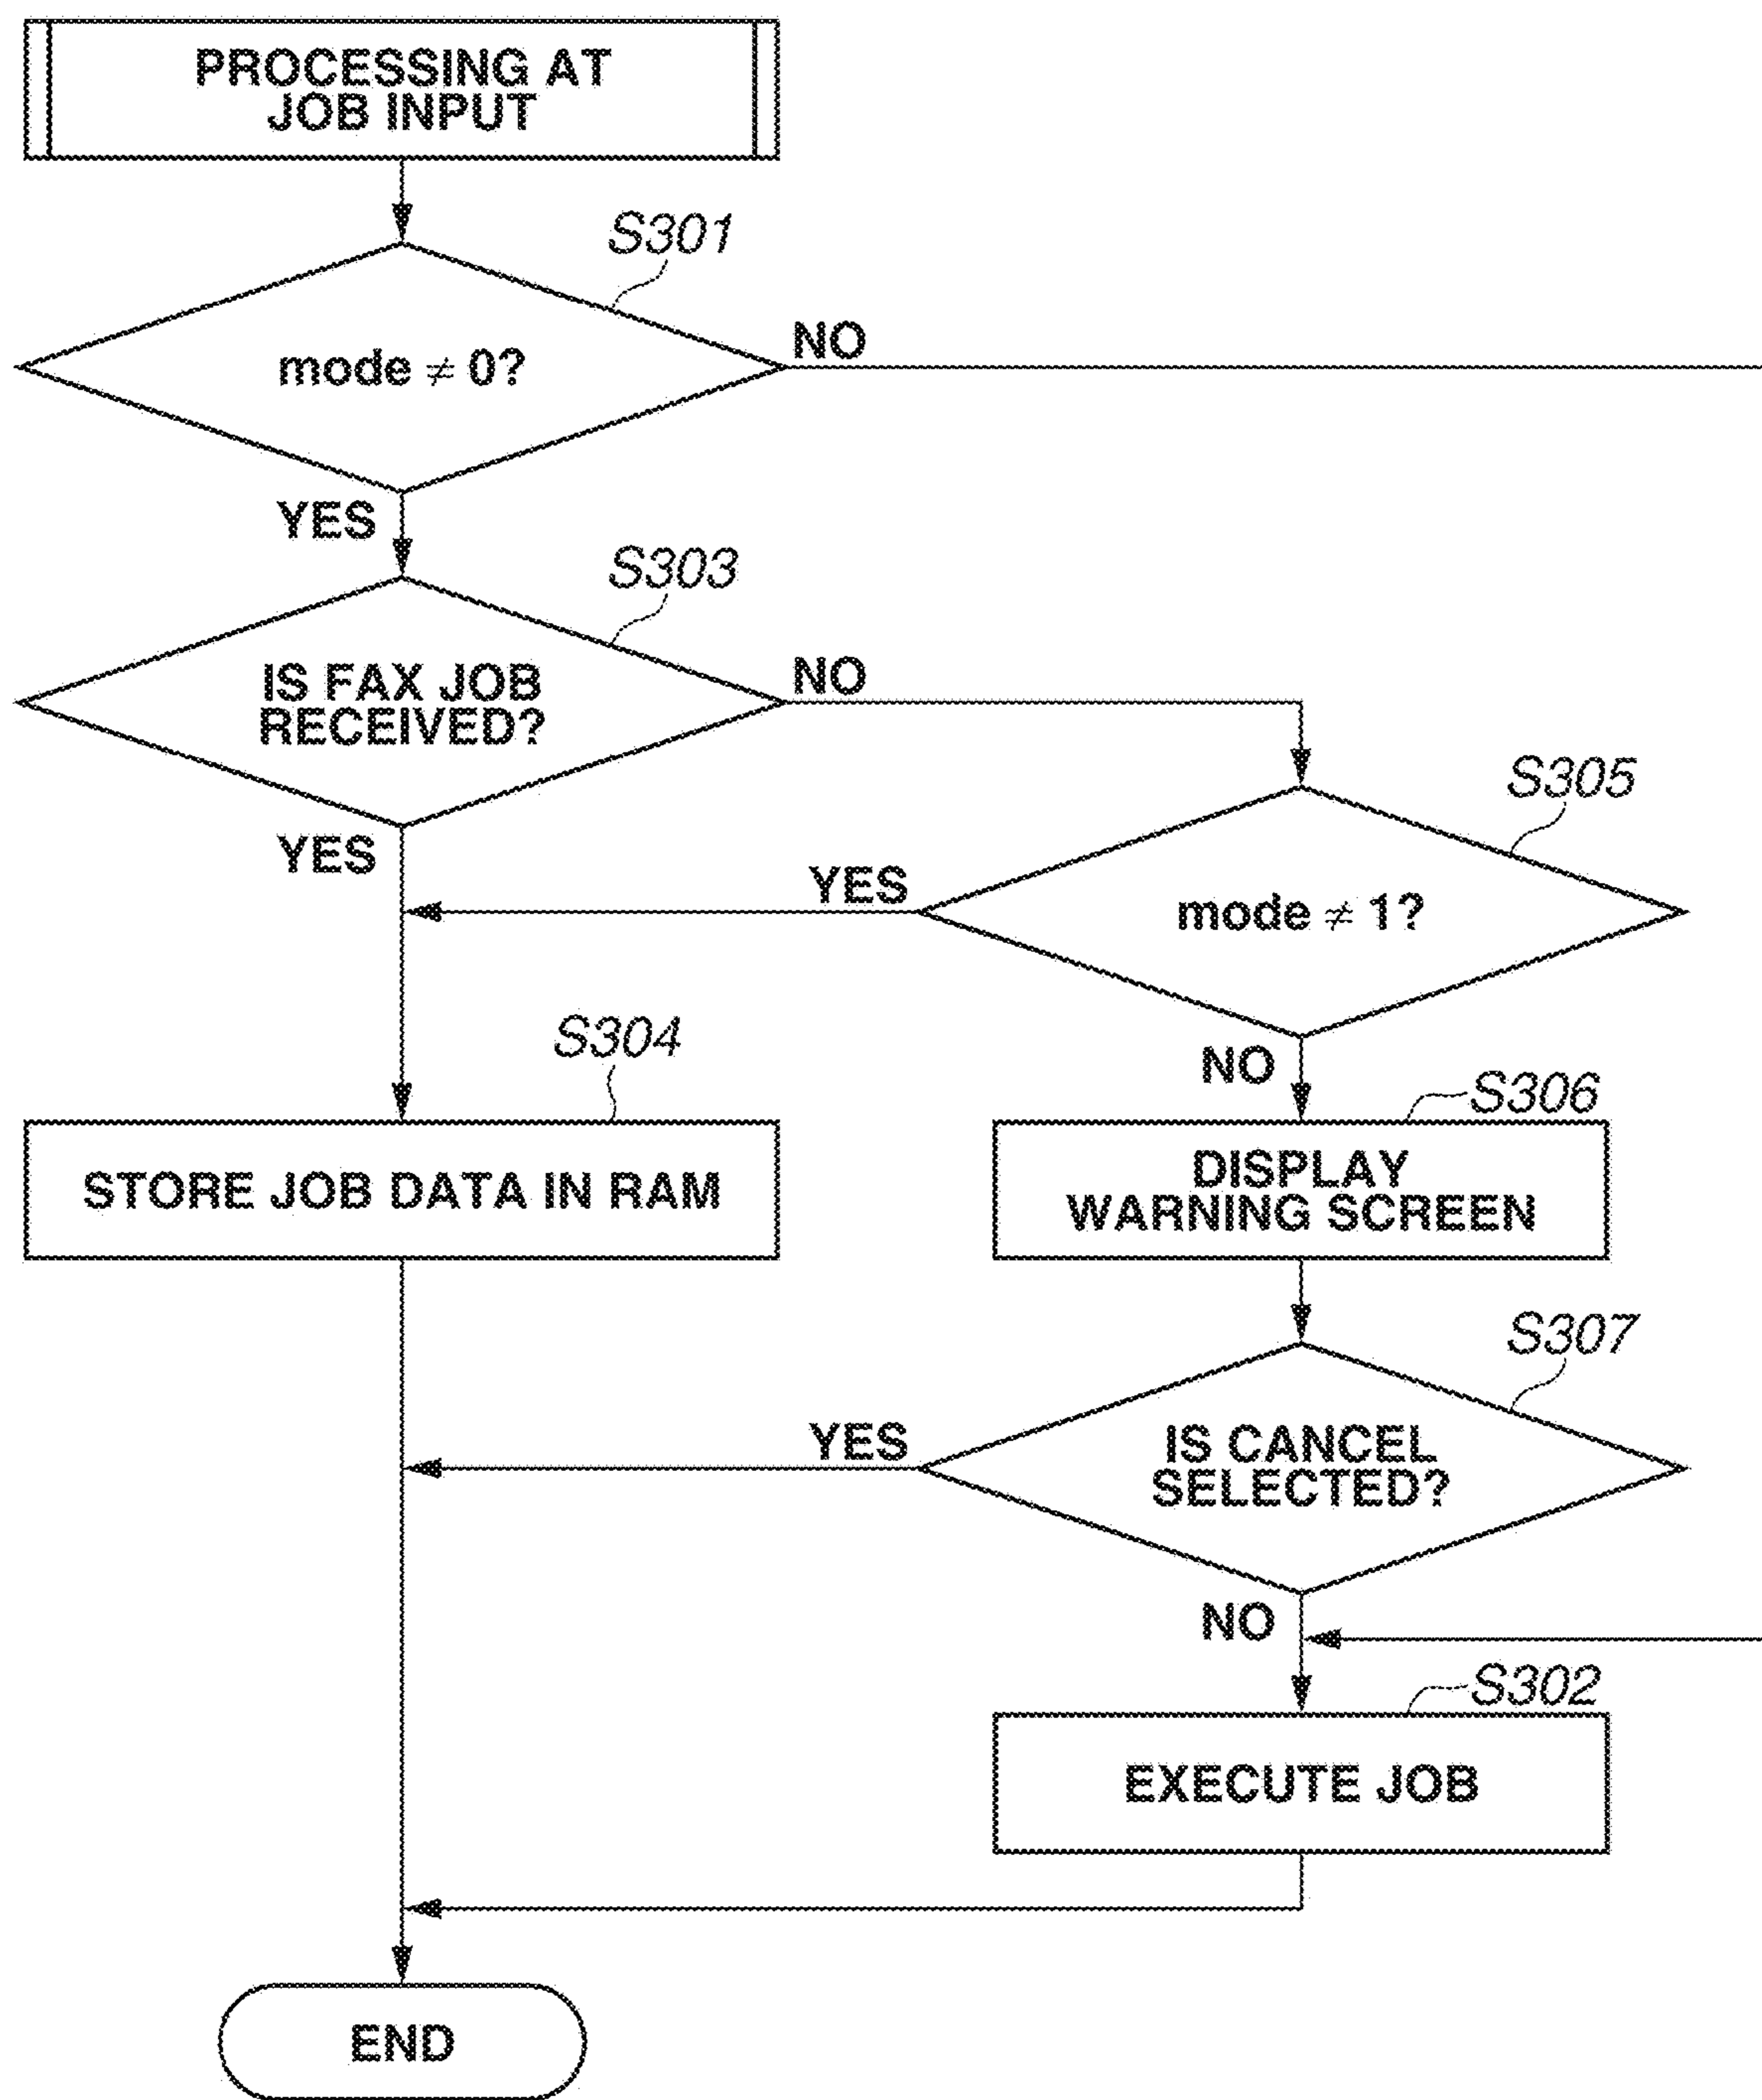 PROCESSING AT
JOB INPUT
S301
mode ≠ 0?
NO
YES
S303
IS FAX JOB
RECEIVED?
NO
YES
S305
mode ≠ 1?
YES
NO
S304
STORE JOB DATA IN RAM
S306
DISPLAY
WARNING SCREEN
S307
IS CANCEL
SELECTED?
YES
NO
S302
EXECUTE JOB
END